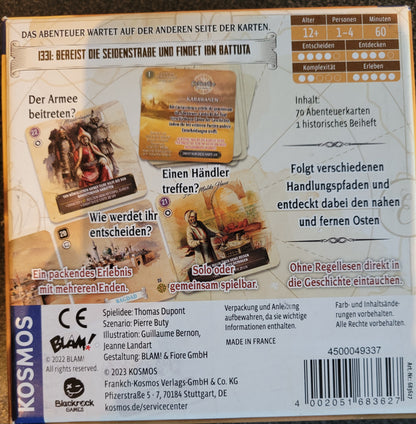 DAS ABENTEUER WARTET AUF DER ANDEREN SEITE DER KARTEN.
Alter Personen Minuten
12+ 1–4 60
Entscheiden Entdecken
Komplexität Erleben
1331: BEREIST DIE SEIDENSTRAßE UND FINDET IBN BATTUTA
Der Armee
beitreten?
KARAWANEN
Inhalt:
70 Abenteuerkarten
1 historisches Beiheft
Einen Händler
treffen?
Wie werdet ihr
entscheiden?
29
21
BAGDAD
Folgt verschiedenen
Handlungspfaden und
entdeckt dabei den nahen
und fernen Osten
Ein packendes Erlebnis
mit mehreren Enden.
Solo oder
gemeinsam spielbar.
Ohne Regellesen direkt in
die Geschichte eintauchen.
KOSMOS
CE
BLAM!
© 2022 BLAM!
All rights reserved.
Blackrock
GAMES
Spielidee: Thomas Dupont
Szenario: Pierre Buty
Illustration: Guillaume Bernon,
Jeanne Landart
Gestaltung: BLAM! & Fiore GmbH
© 2023 KOSMOS
Franckh-Kosmos Verlags-GmbH & Co. KG
Pfizerstraße 5 - 7, 70184 Stuttgart, DE
kosmos.de/servicecenter
Verpackung und Anleitung
aufbewahren, da sie wichtige
Informationen enthalten.
MADE IN FRANCE
Farb- und Inhaltsände-
rungen vorbehalten.
Alle Rechte vorbehalten.
4500049337
4 002051 683627
Art.-Nr. 683627